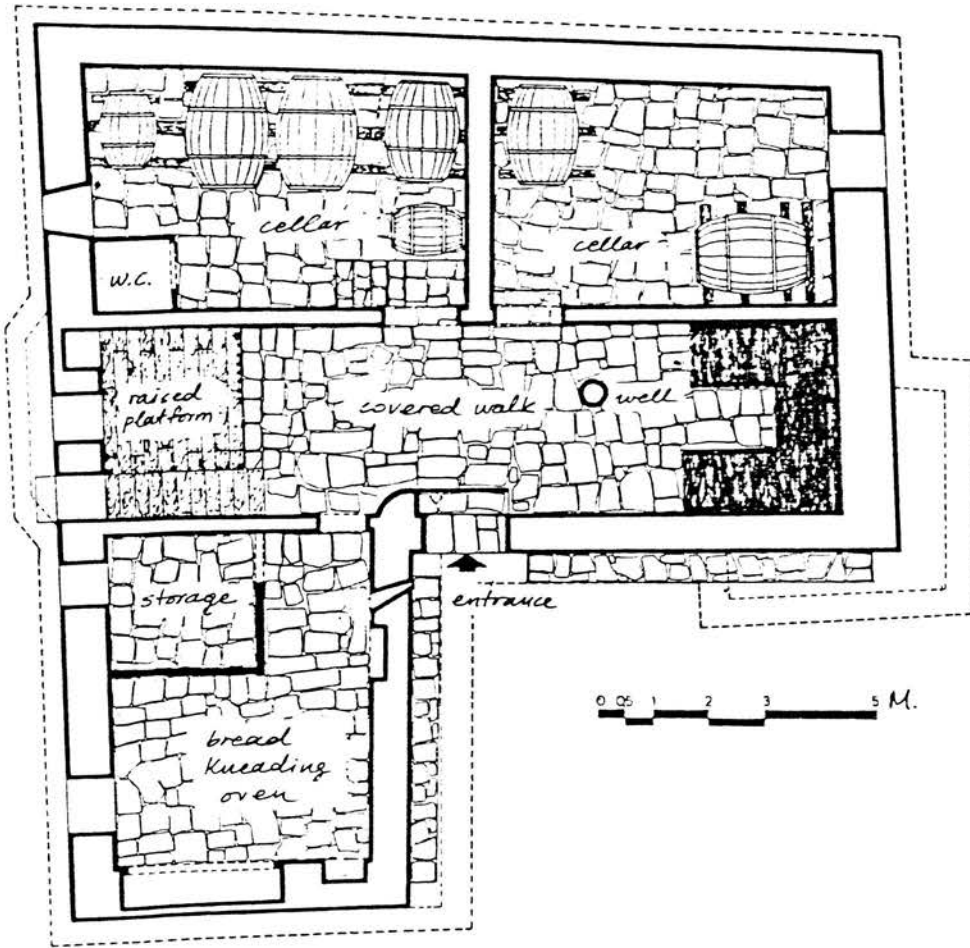 cellar
cellar
W.C.
raised
platform
covered walk
well
storage
entrance
bread
Kneading
oven
0 0.5 1 2 3 5 M.